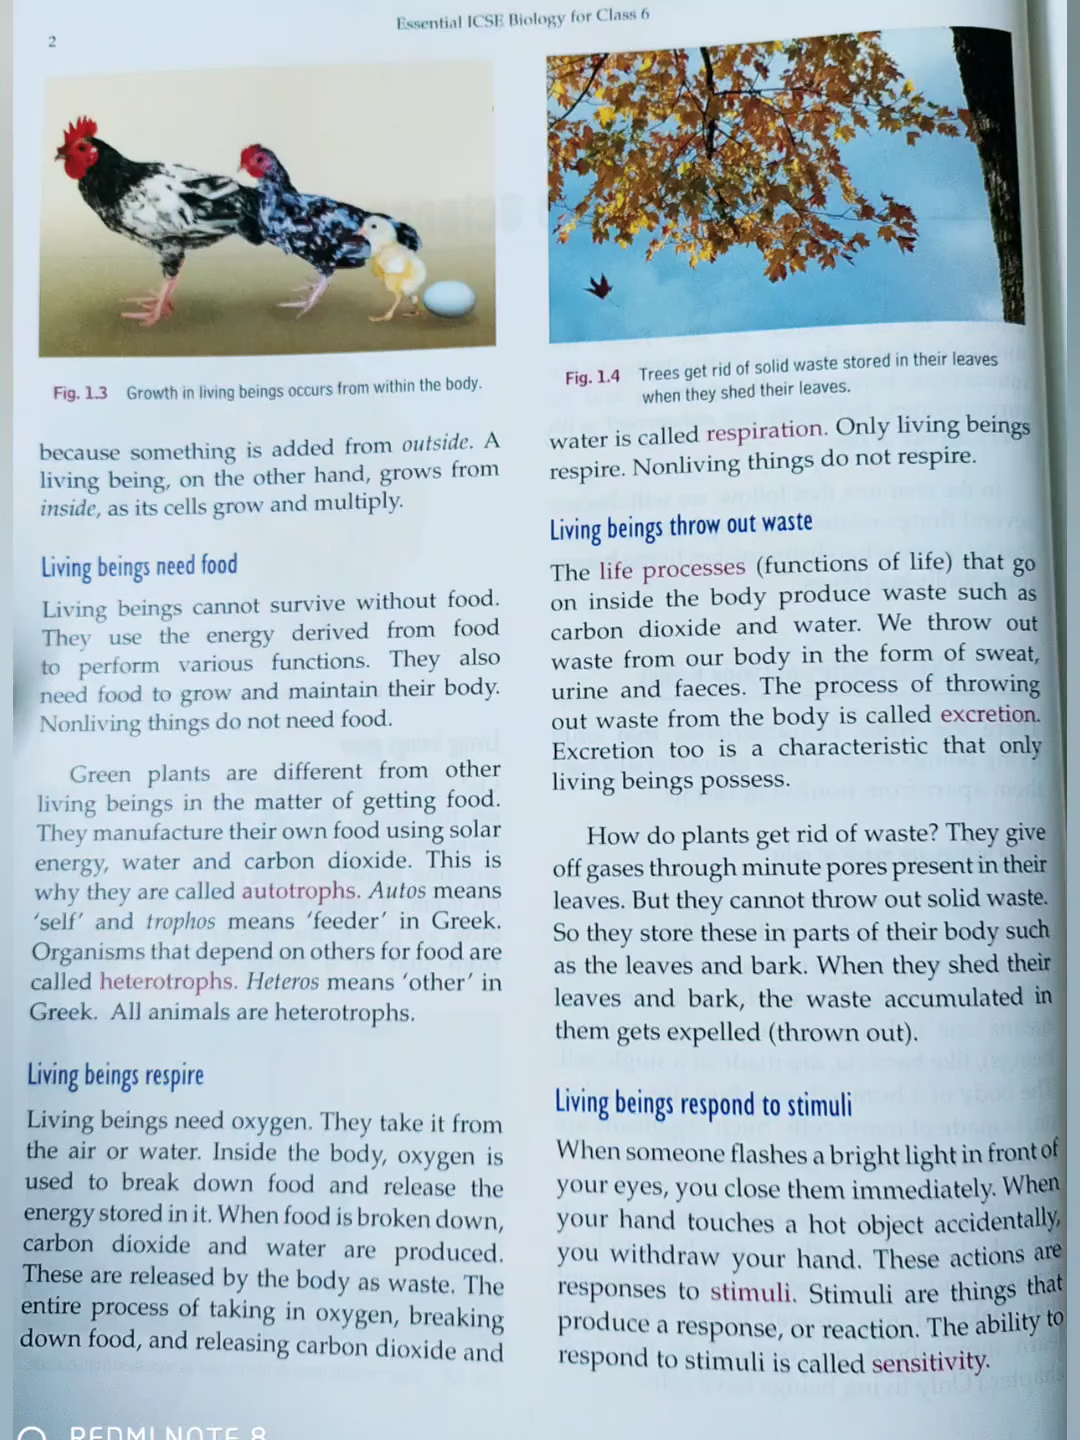 Essential ICSE Biology for Class 6
2
Fig. 1.3 Growth in living beings occurs from within the body.
because something is added from outside. A
living being, on the other hand, grows from
inside, as its cells grow and multiply.
Living beings need food
Living beings cannot survive without food.
They use the energy derived from food
to perform various functions. They also
need food to grow and maintain their body.
Nonliving things do not need food.
Green plants are different from other
living beings in the matter of getting food.
They manufacture their own food using solar
energy, water and carbon dioxide. This is
why they are called autotrophs. Autos means
‘self’ and trophos means ‘feeder’ in Greek.
Organisms that depend on others for food are
called heterotrophs. Heteros means ‘other’ in
Greek. All animals are heterotrophs.
Living beings respire
Living beings need oxygen. They take it from
the air or water. Inside the body, oxygen is
used to break down food and release the
energy stored in it. When food is broken down,
carbon dioxide and water are produced.
These are released by the body as waste. The
entire process of taking in oxygen, breaking
down food, and releasing carbon dioxide and
Fig. 1.4 Trees get rid of solid waste stored in their leaves
when they shed their leaves.
water is called respiration. Only living beings
respire. Nonliving things do not respire.
Living beings throw out waste
The life processes (functions of life) that go
on inside the body produce waste such as
carbon dioxide and water. We throw out
waste from our body in the form of sweat,
urine and faeces. The process of throwing
out waste from the body is called excretion.
Excretion too is a characteristic that only
living beings possess.
How do plants get rid of waste? They give
off gases through minute pores present in their
leaves. But they cannot throw out solid waste.
So they store these in parts of their body such
as the leaves and bark. When they shed their
leaves and bark, the waste accumulated in
them gets expelled (thrown out).
Living beings respond to stimuli
When someone flashes a bright light in front of
your eyes, you close them immediately. When
your hand touches a hot object accidentally,
you withdraw your hand. These actions are
responses to stimuli. Stimuli are things that
produce a response, or reaction. The ability to
respond to stimuli is called sensitivity.
REDMI NOTE 8